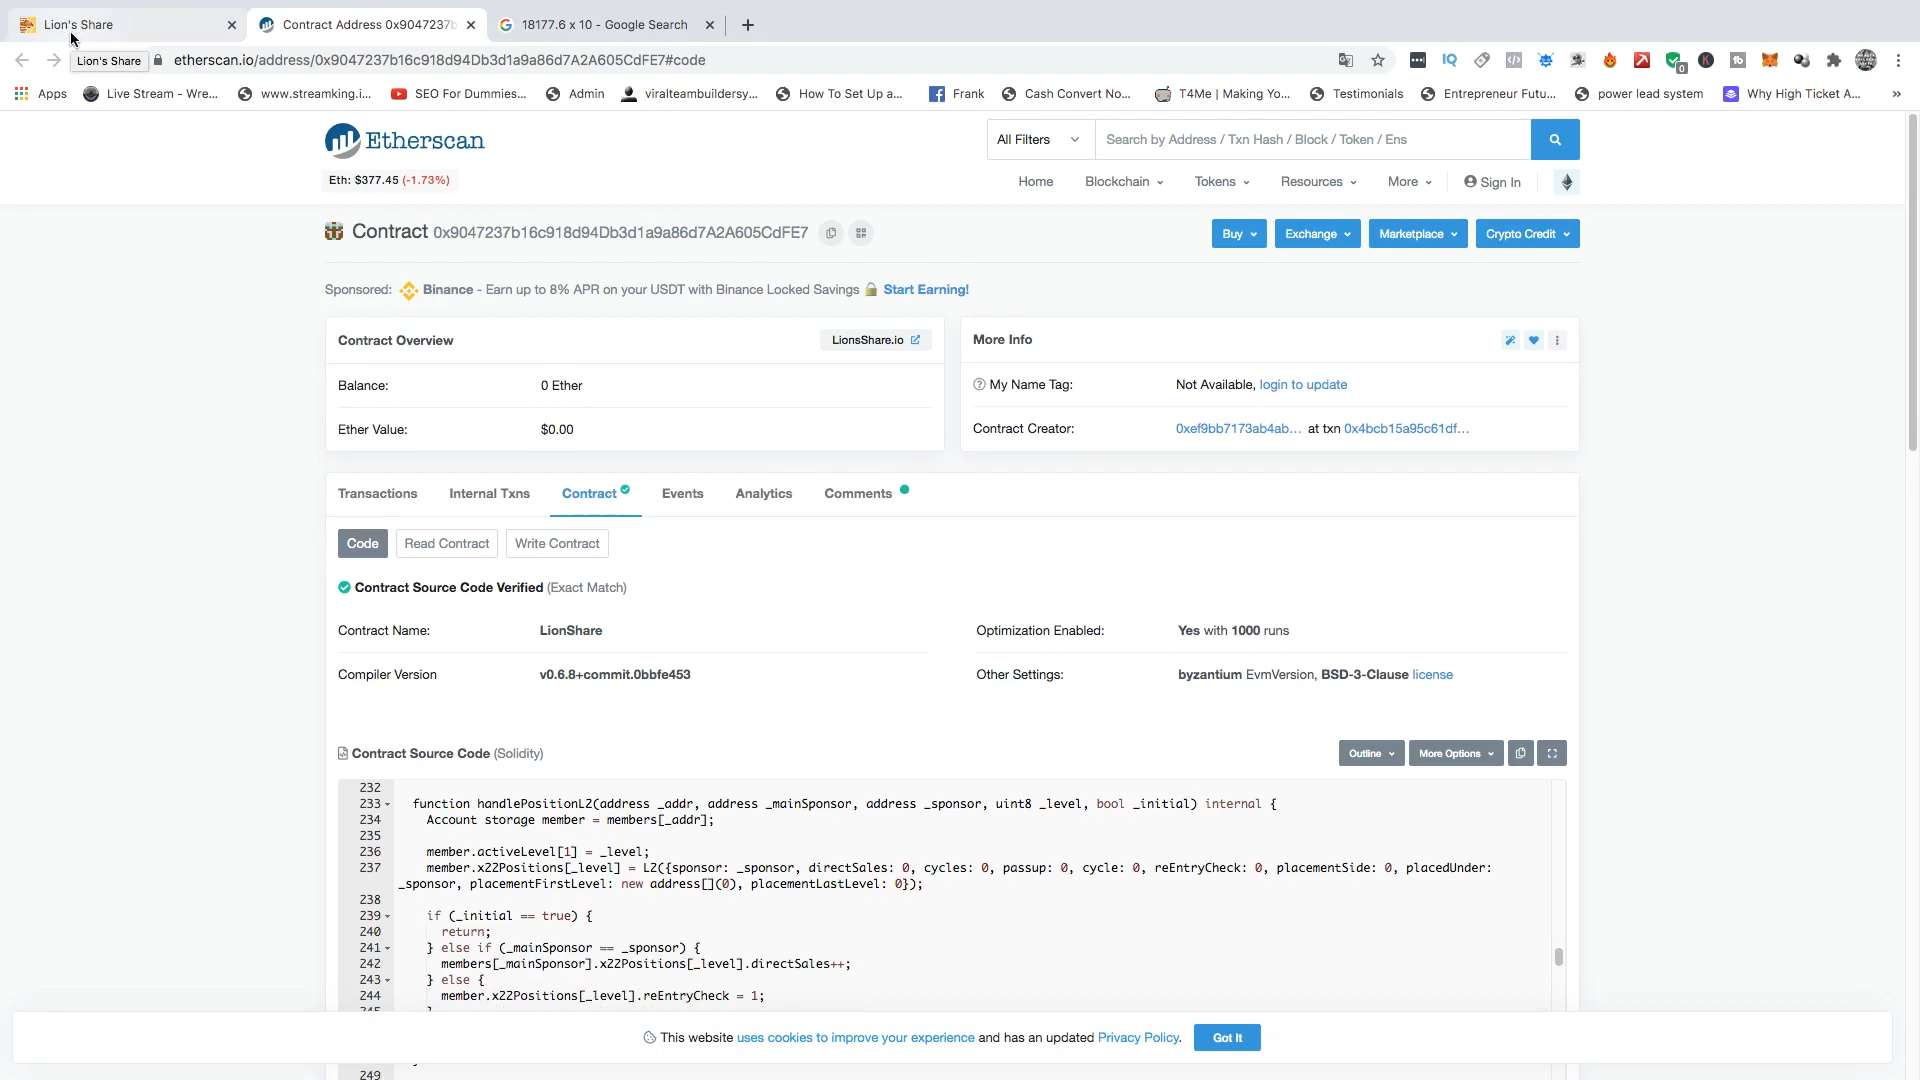 Lion's Share
Contract Address 0x9047237b
18177.6 x 10 - Google Search
Lion's Share
etherscan.io/address/0x9047237b16c918d94Db3d1a9a86d7A2A605CdFE7#code
Apps
Live Stream - Wre...
www.streamking.i...
SEO For Dummies...
Admin
viralteambuildersy...
How To Set Up a...
Frank
Cash Convert No...
T4Me | Making Yo...
Testimonials
Entrepreneur Futu...
power lead system
Why High Ticket A...
Etherscan
All Filters
Search by Address / Txn Hash / Block / Token / Ens
Eth: $377.45 (-1.73%)
Home
Blockchain
Tokens
Resources
More
Sign In
Contract 0x9047237b16c918d94Db3d1a9a86d7A2A605CdFE7
Buy
Exchange
Marketplace
Crypto Credit
Sponsored: Binance - Earn up to 8% APR on your USDT with Binance Locked Savings Start Earning!
Contract Overview
LionsShare.io
More Info
Balance: 0 Ether
My Name Tag: Not Available, login to update
Ether Value: $0.00
Contract Creator: 0xef9bb7173ab4ab... at txn 0x4bcb15a95c61df...
Transactions
Internal Txns
Contract
Events
Analytics
Comments
Code
Read Contract
Write Contract
Contract Source Code Verified (Exact Match)
Contract Name: LionShare
Optimization Enabled: Yes with 1000 runs
Compiler Version v0.6.8+commit.0bbfe453
Other Settings: byzantium EvmVersion, BSD-3-Clause license
Contract Source Code (Solidity)
Outline
More Options
232
233 function handlePositionL2(address _addr, address _mainSponsor, address _sponsor, uint8 _level, bool _initial) internal {
234 Account storage member = members[_addr];
235
236 member.activeLevel[1] = _level;
237 member.x22Positions[_level] = L2({sponsor: _sponsor, directSales: 0, cycles: 0, passup: 0, cycle: 0, reEntryCheck: 0, placementSide: 0, placedUnder:
_sponsor, placementFirstLevel: new address[](0), placementLastLevel: 0});
238
239 if (_initial == true) {
240 return;
241 } else if (_mainSponsor == _sponsor) {
242 members[_mainSponsor].x22Positions[_level].directSales++;
243 } else {
244 member.x22Positions[_level].reEntryCheck = 1;
This website uses cookies to improve your experience and has an updated Privacy Policy.
Got It
249